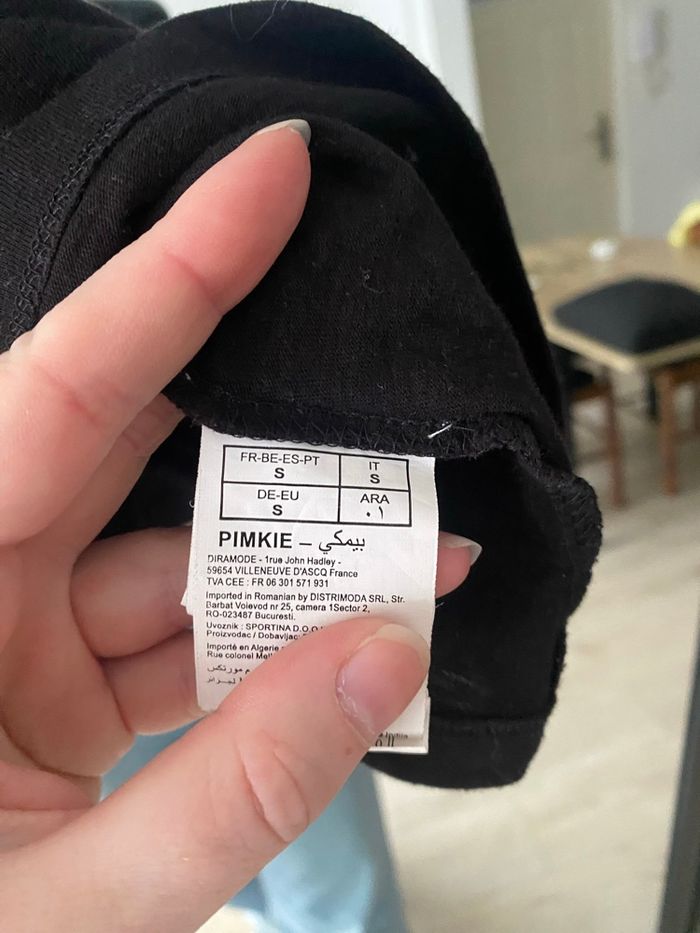 FR-BE-ES-PT
S
IT
S
DE-EU
S
ARA
٠١
PIMKIE – بيمكي
DIRAMODE - 1rue John Hadley -
59654 VILLENEUVE D'ASCQ France
TVA CEE : FR 06 301 571 931
Imported in Romanian by DISTRIMODA SRL, Str.
Barbat Voievod nr 25, camera 1Sector 2,
RO-023487 Bucuresti.
Uvoznik : SPORTINA D.O.O
Proizvodac / Dobavljac:
Importé en Algérie
Rue colonel